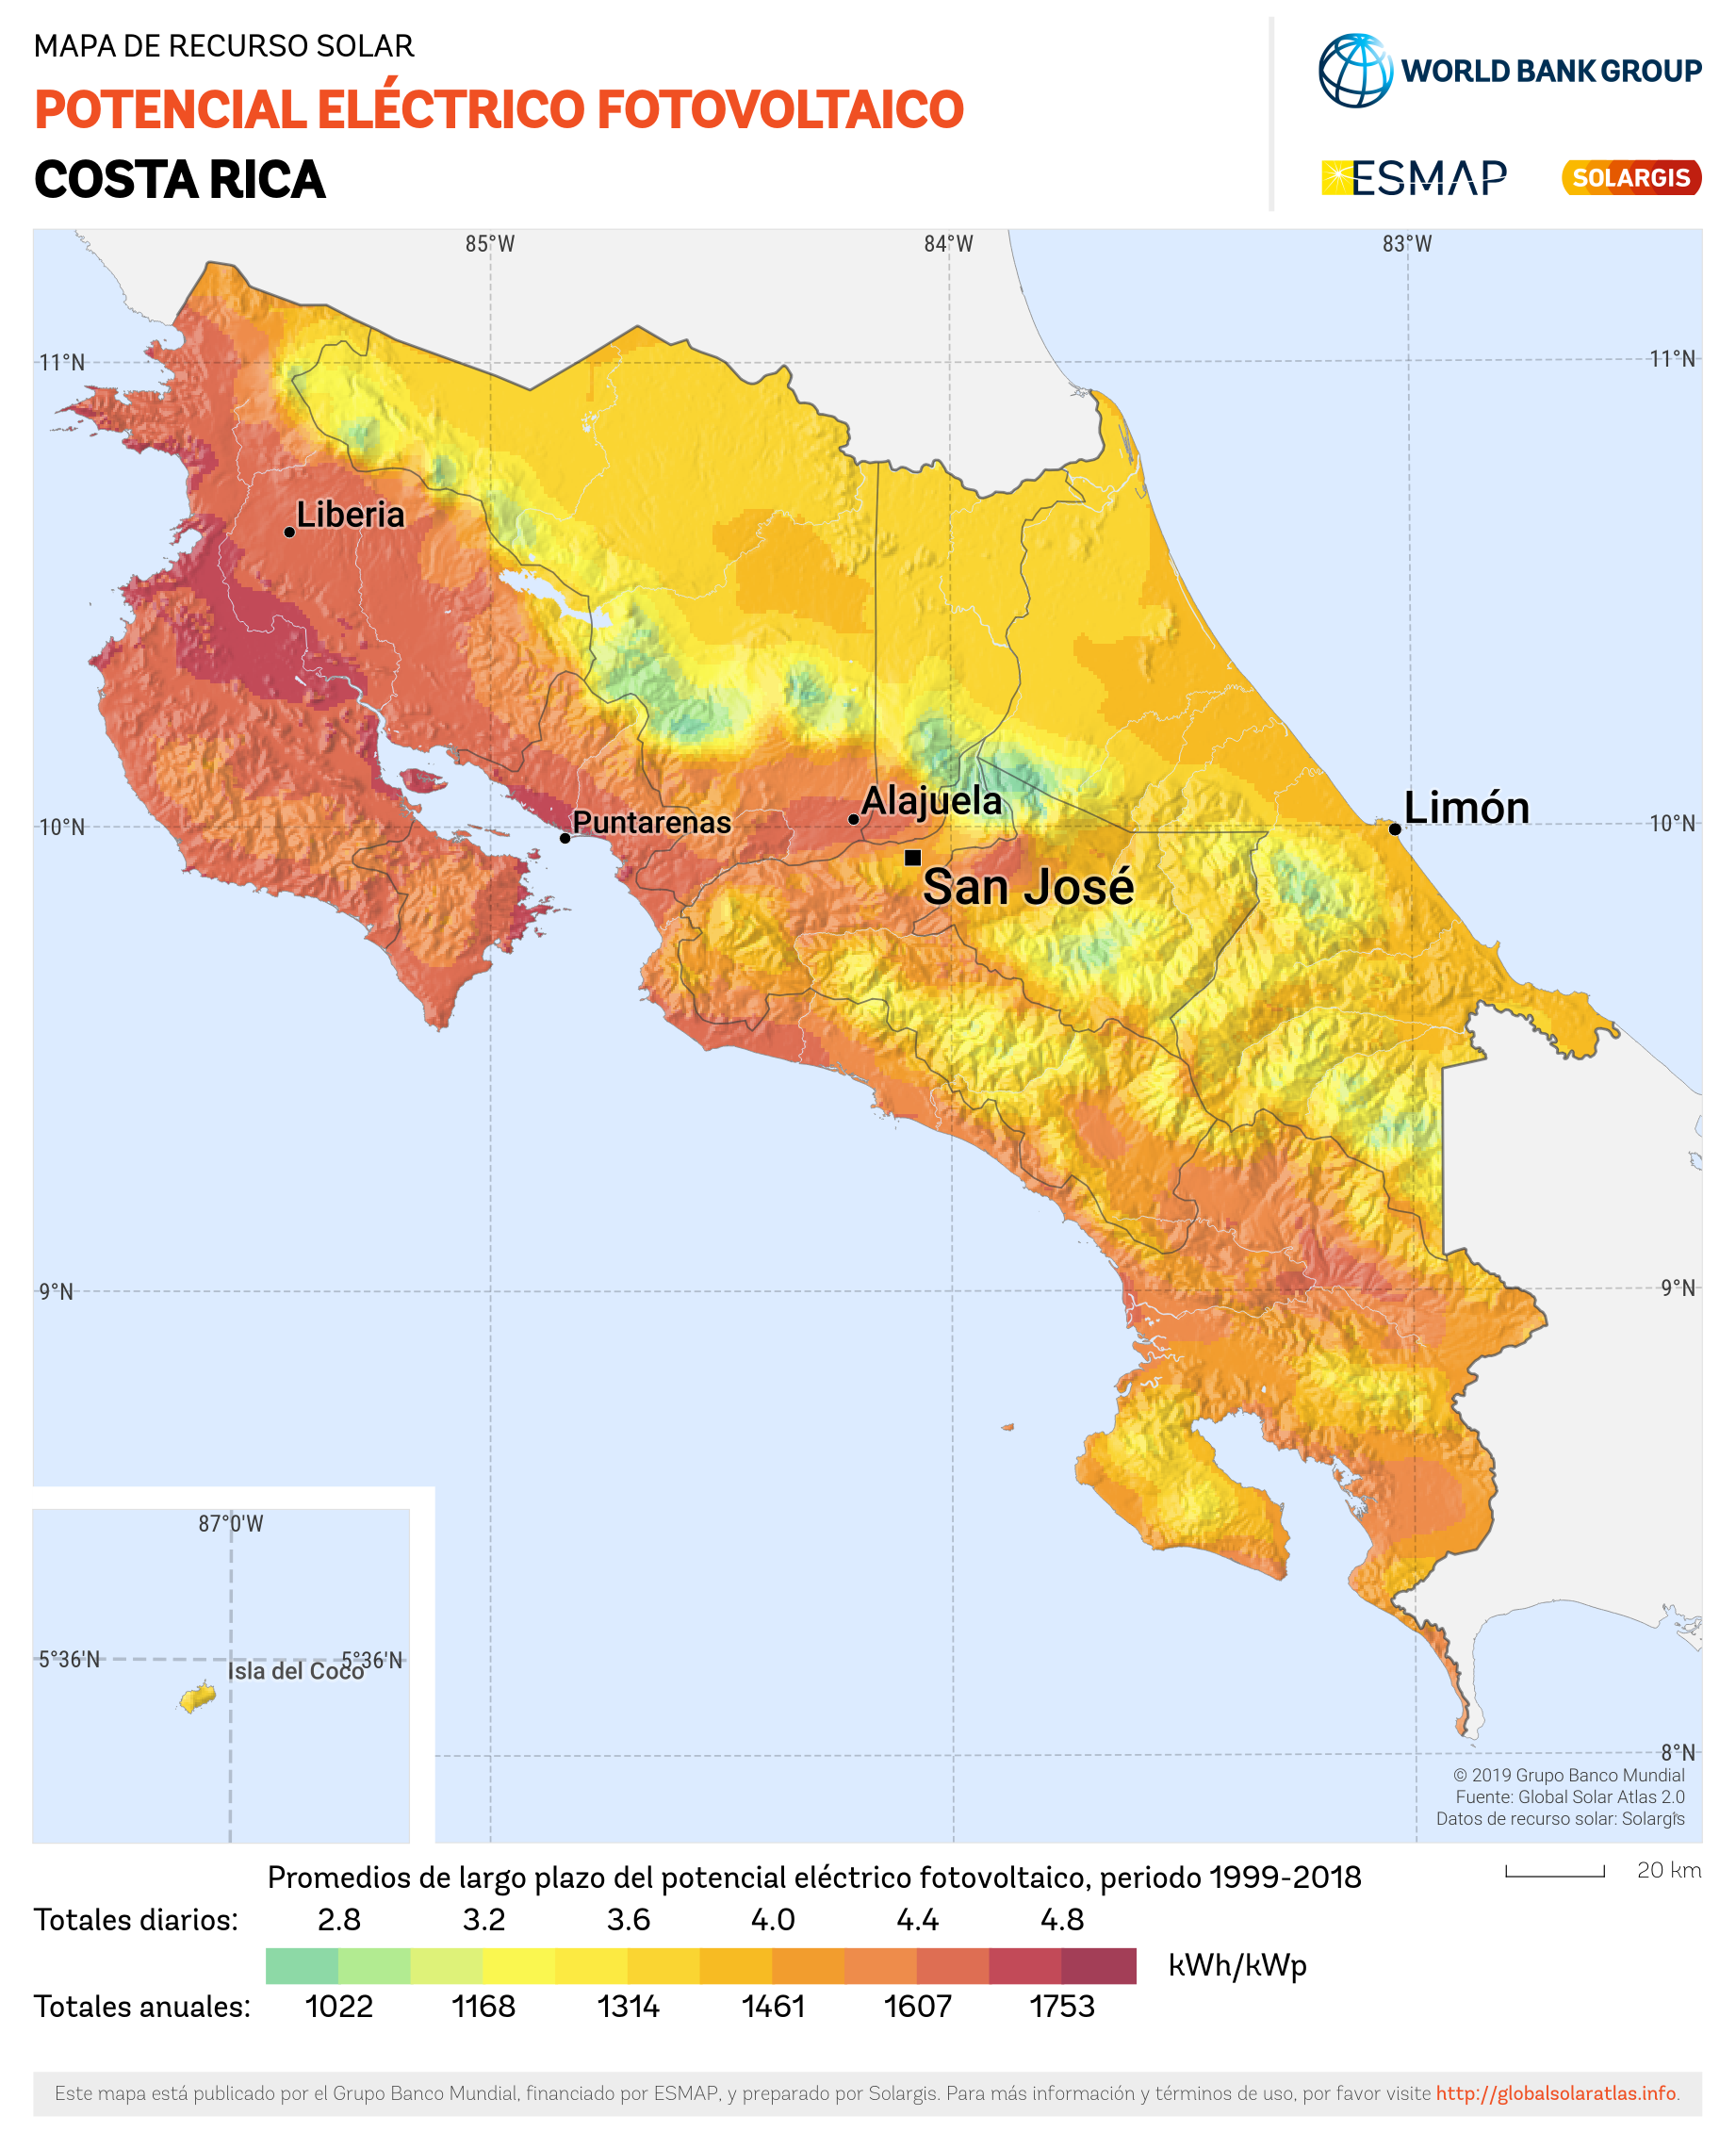 MAPA DE RECURSO SOLAR
POTENCIAL ELÉCTRICO FOTOVOLTAICO
COSTA RICA
WORLD BANK GROUP
ESMAP
SOLARGIS
85°W 84°W 83°W
11°N 11°N
Liberia
Alajuela
Limón
Puntarenas
10°N 10°N
San José
9°N 9°N
87°0'W
5°36'N 5°36'N
Isla del Coco
8°N
© 2019 Grupo Banco Mundial
Fuente: Global Solar Atlas 2.0
Datos de recurso solar: Solargis
Promedios de largo plazo del potencial eléctrico fotovoltaico, periodo 1999-2018
20 km
Totales diarios: 2.8 3.2 3.6 4.0 4.4 4.8
kWh/kWp
Totales anuales: 1022 1168 1314 1461 1607 1753
Este mapa está publicado por el Grupo Banco Mundial, financiado por ESMAP, y preparado por Solargis. Para más información y términos de uso, por favor visite http://globalsolaratlas.info.